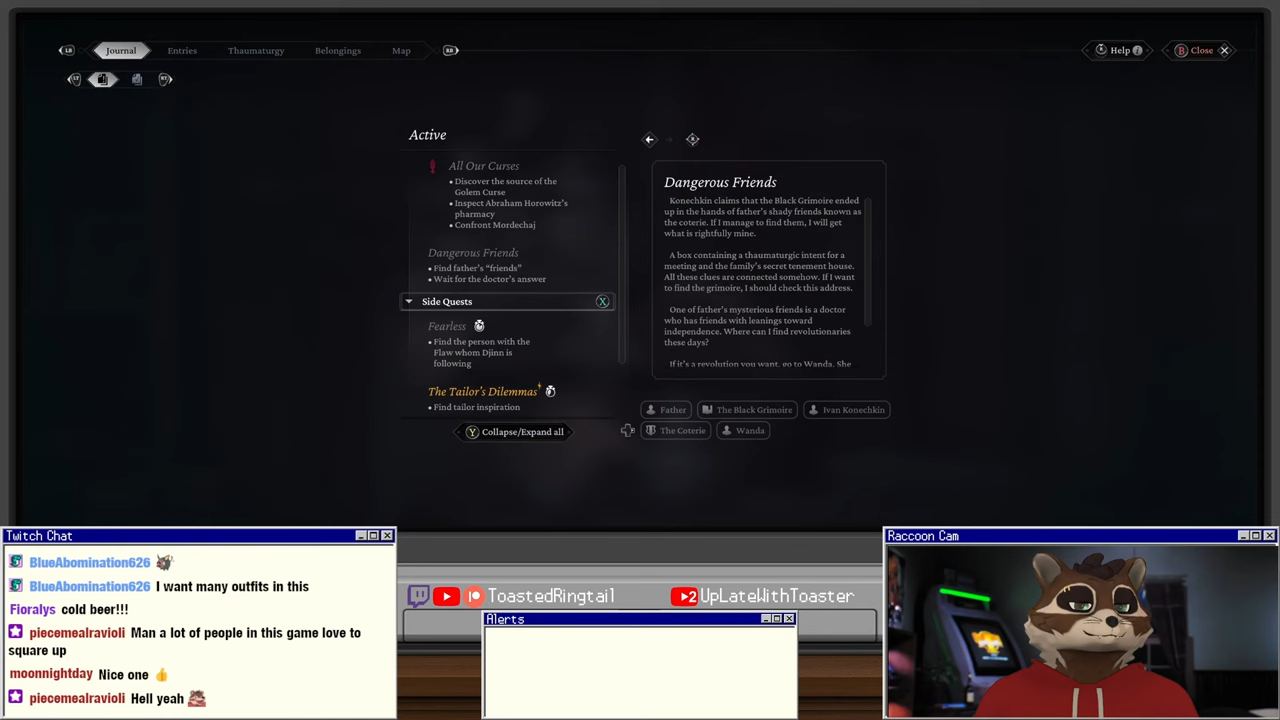 LB Journal Entries Thaumaturgy Belongings Map RB
Help i B Close
LT RT
Active
All Our Curses
• Discover the source of the
Golem Curse
• Inspect Abraham Horowitz's
pharmacy
• Confront Mordechaj
Dangerous Friends
• Find father's "friends"
• Wait for the doctor's answer
Side Quests X
Fearless
• Find the person with the
Flaw whom Djinn is
following
The Tailor's Dilemmas
• Find tailor inspiration
Y Collapse/Expand all
R
Dangerous Friends
Konechkin claims that the Black Grimoire ended
up in the hands of father's shady friends known as
the coterie. If I manage to find them, I will get
what is rightfully mine.
A box containing a thaumaturgic intent for a
meeting and the family's secret tenement house.
All these clues are connected somehow. If I want
to find the grimoire, I should check this address.
One of father's mysterious friends is a doctor
who has friends with leanings toward
independence. Where can I find revolutionaries
these days?
If it's a revolution you want, go to Wanda. She
Father The Black Grimoire Ivan Konechkin
The Coterie Wanda
Twitch Chat
BlueAbomination626
BlueAbomination626 I want many outfits in this
Fioralys cold beer!!!
piecemealravioli Man a lot of people in this game love to
square up
moonnightday Nice one 👍
piecemealravioli Hell yeah
ToastedRingtail 2 UpLateWithToaster
Alerts
Raccoon Cam